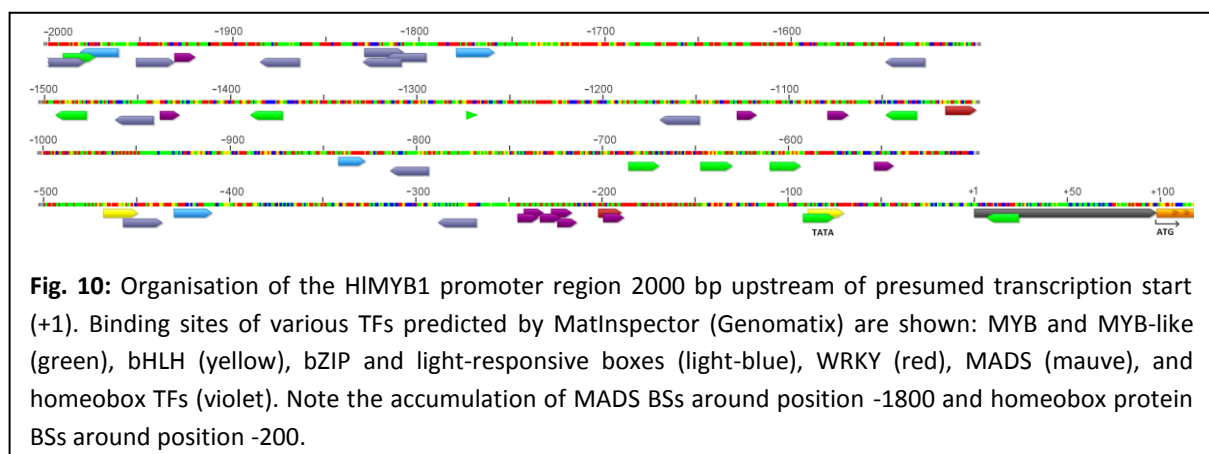 -2000 -1900 -1800 -1700 -1600
-1500 -1400 -1300 -1200 -1100
-1000 -900 -800 -700 -600
-500 -400 -300 -200 -100 +1 +50 +100
TATA ATG
Fig. 10: Organisation of the HlMYB1 promoter region 2000 bp upstream of presumed transcription start
(+1). Binding sites of various TFs predicted by MatInspector (Genomatix) are shown: MYB and MYB-like
(green), bHLH (yellow), bZIP and light-responsive boxes (light-blue), WRKY (red), MADS (mauve), and
homeobox TFs (violet). Note the accumulation of MADS BSs around position -1800 and homeobox protein
BSs around position -200.